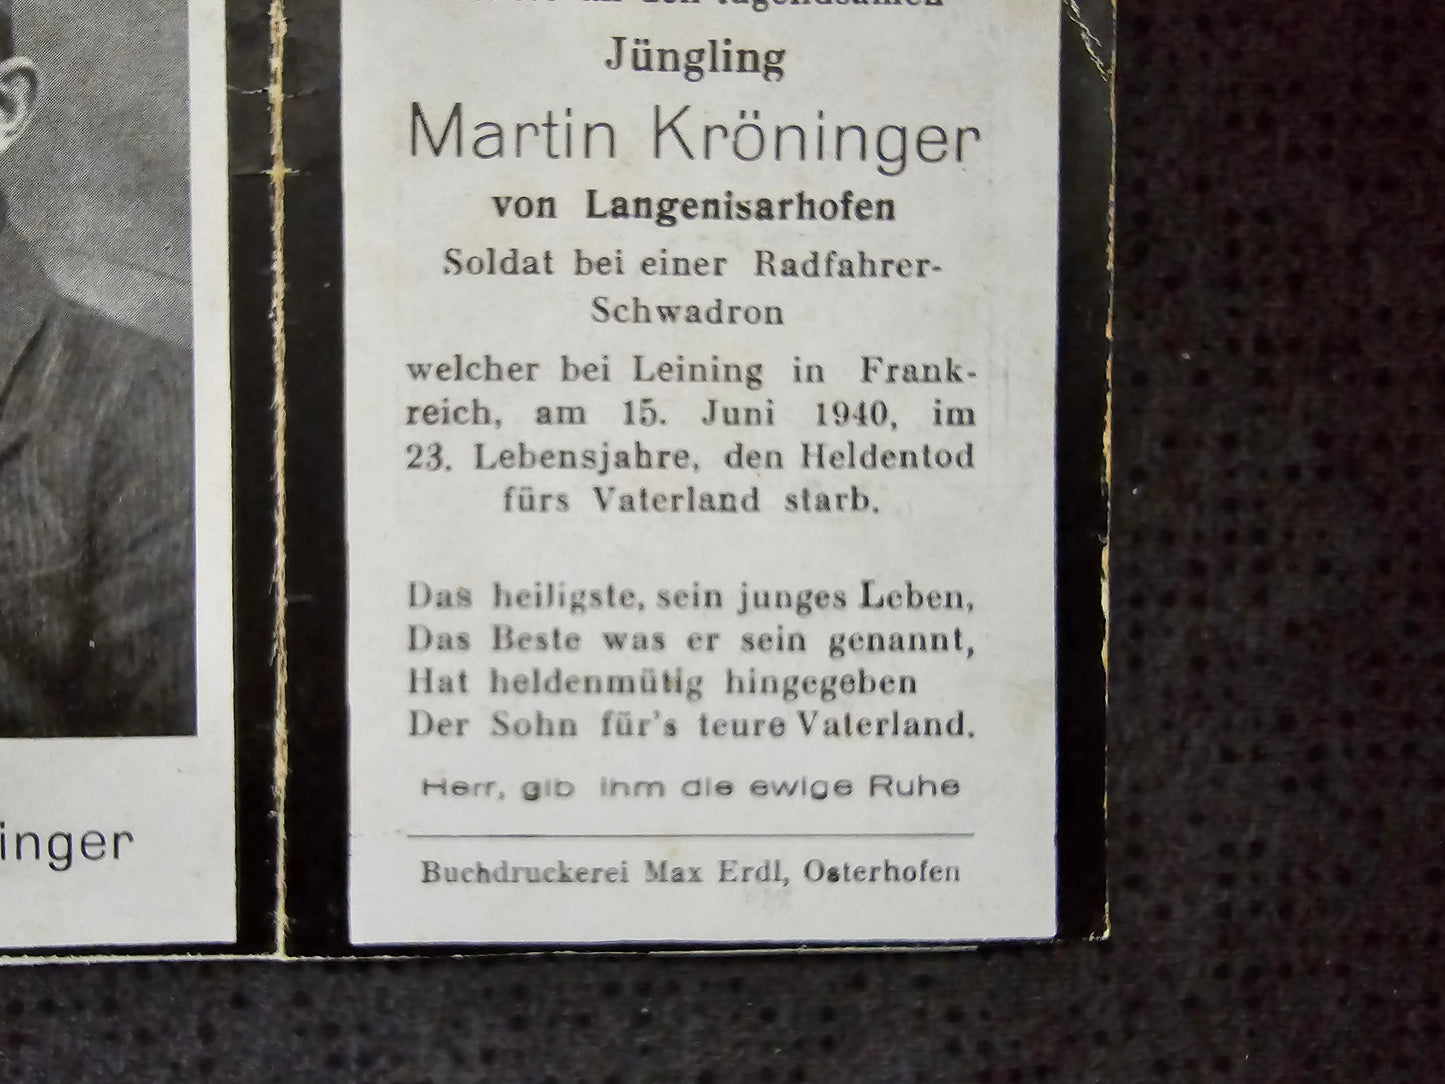 an den tugendsamen
Jüngling
Martin Kröninger
von Langenisarhofen
Soldat bei einer Radfahrer-
Schwadron
welcher bei Leining in Frank-
reich, am 15. Juni 1940, im
23. Lebensjahre, den Heldentod
fürs Vaterland starb.
Das heiligste, sein junges Leben,
Das Beste was er sein genannt,
Hat heldenmütig hingegeben
Der Sohn für's teure Vaterland.
Herr, gib ihm die ewige Ruhe
Buchdruckerei Max Erdl, Osterhofen
inger